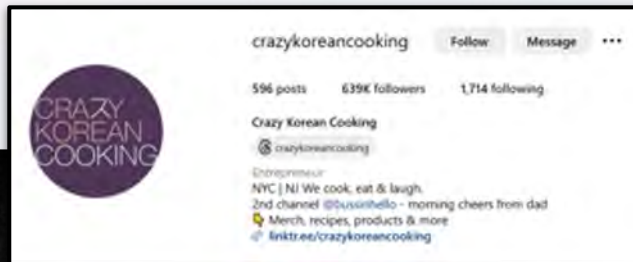 crazykoreancooking Follow Message
596 posts 639K followers 1,714 following
CRAZY
KOREAN
COOKING
Crazy Korean Cooking
crazykoreancooking
Entrepreneur
NYC | NJ We cook, eat & laugh.
2nd channel @bussinhello - morning cheers from dad
Merch, recipes, products & more
linktr.ee/crazykoreancooking